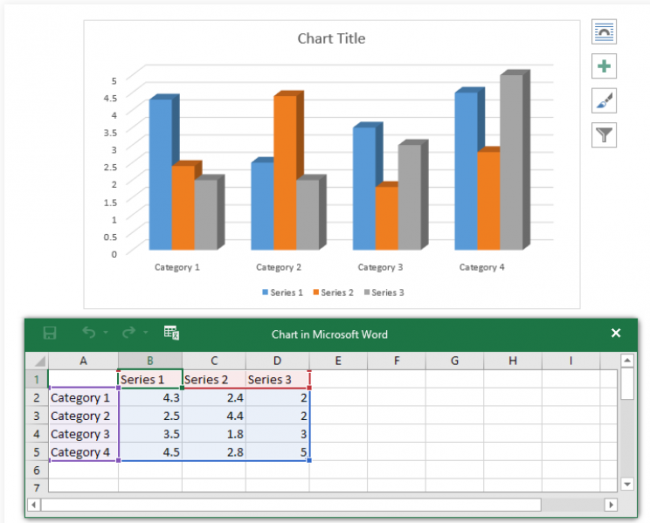 Chart Title
5
4.5
4
3.5
3
2.5
2
1.5
1
0.5
0
Category 1 Category 2 Category 3 Category 4
Series 1 Series 2 Series 3
Chart in Microsoft Word
A B C D E F G H I
1 Series 1 Series 2 Series 3
2 Category 1 4.3 2.4 2
3 Category 2 2.5 4.4 2
4 Category 3 3.5 1.8 3
5 Category 4 4.5 2.8 5
6
7